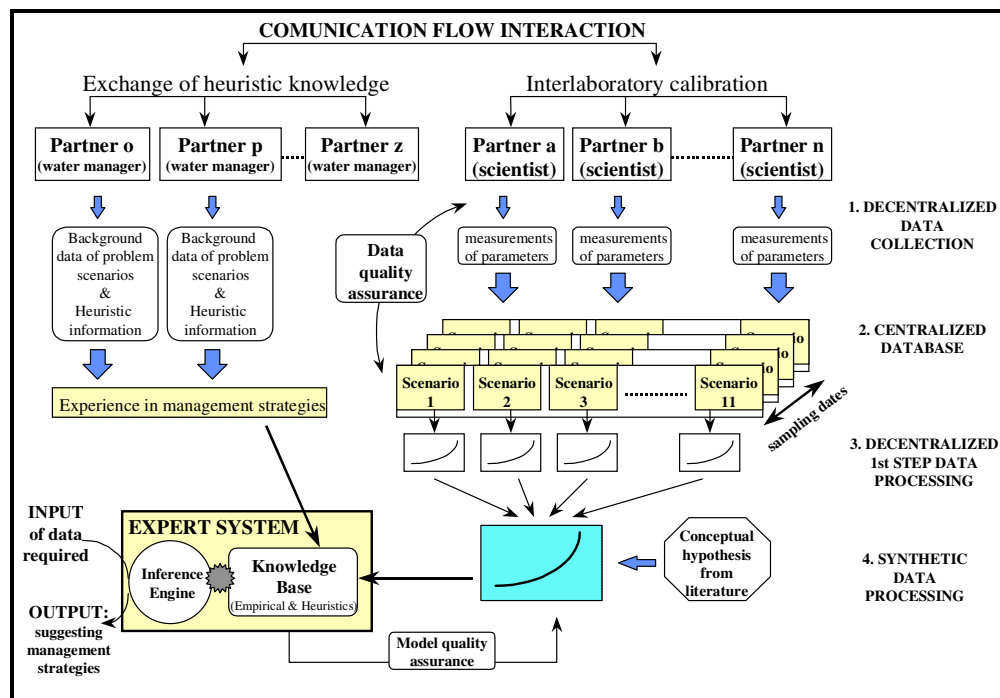 COMUNICATION FLOW INTERACTION
Exchange of heuristic knowledge
Interlaboratory calibration
Partner o
(water manager)
Partner p
(water manager)
Partner z
(water manager)
Partner a
(scientist)
Partner b
(scientist)
Partner n
(scientist)
1. DECENTRALIZED
DATA
COLLECTION
Background
data of problem
scenarios
&
Heuristic
information
Background
data of problem
scenarios
&
Heuristic
information
Data
quality
assurance
measurements
of parameters
measurements
of parameters
measurements
of parameters
2. CENTRALIZED
DATABASE
Scenario
1
Scenario
2
Scenario
3
Scenario
11
sampling dates
Experience in management strategies
3. DECENTRALIZED
1st STEP DATA
PROCESSING
INPUT
of data
required
EXPERT SYSTEM
Inference
Engine
Knowledge
Base
(Empirical & Heuristics)
Conceptual
hypothesis
from
literature
4. SYNTHETIC
DATA
PROCESSING
OUTPUT:
suggesting
management
strategies
Model quality
assurance